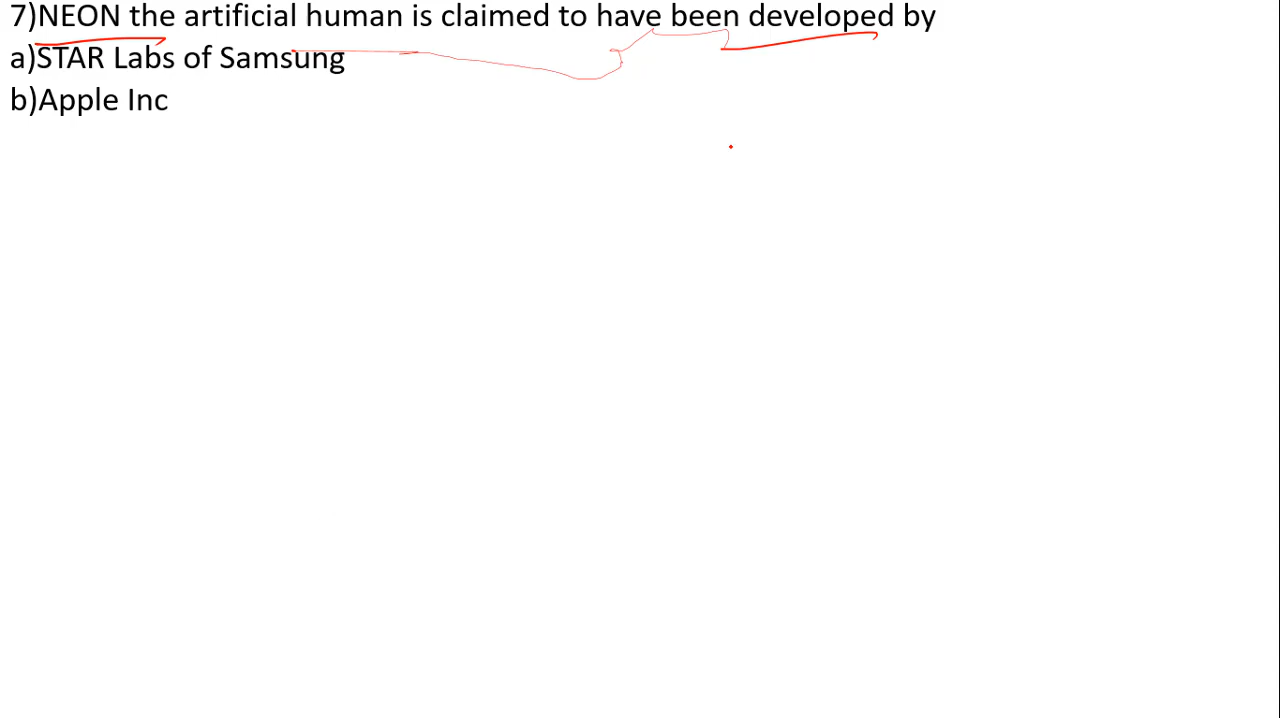 7)NEON the artificial human is claimed to have been developed by
a)STAR Labs of Samsung
b)Apple Inc